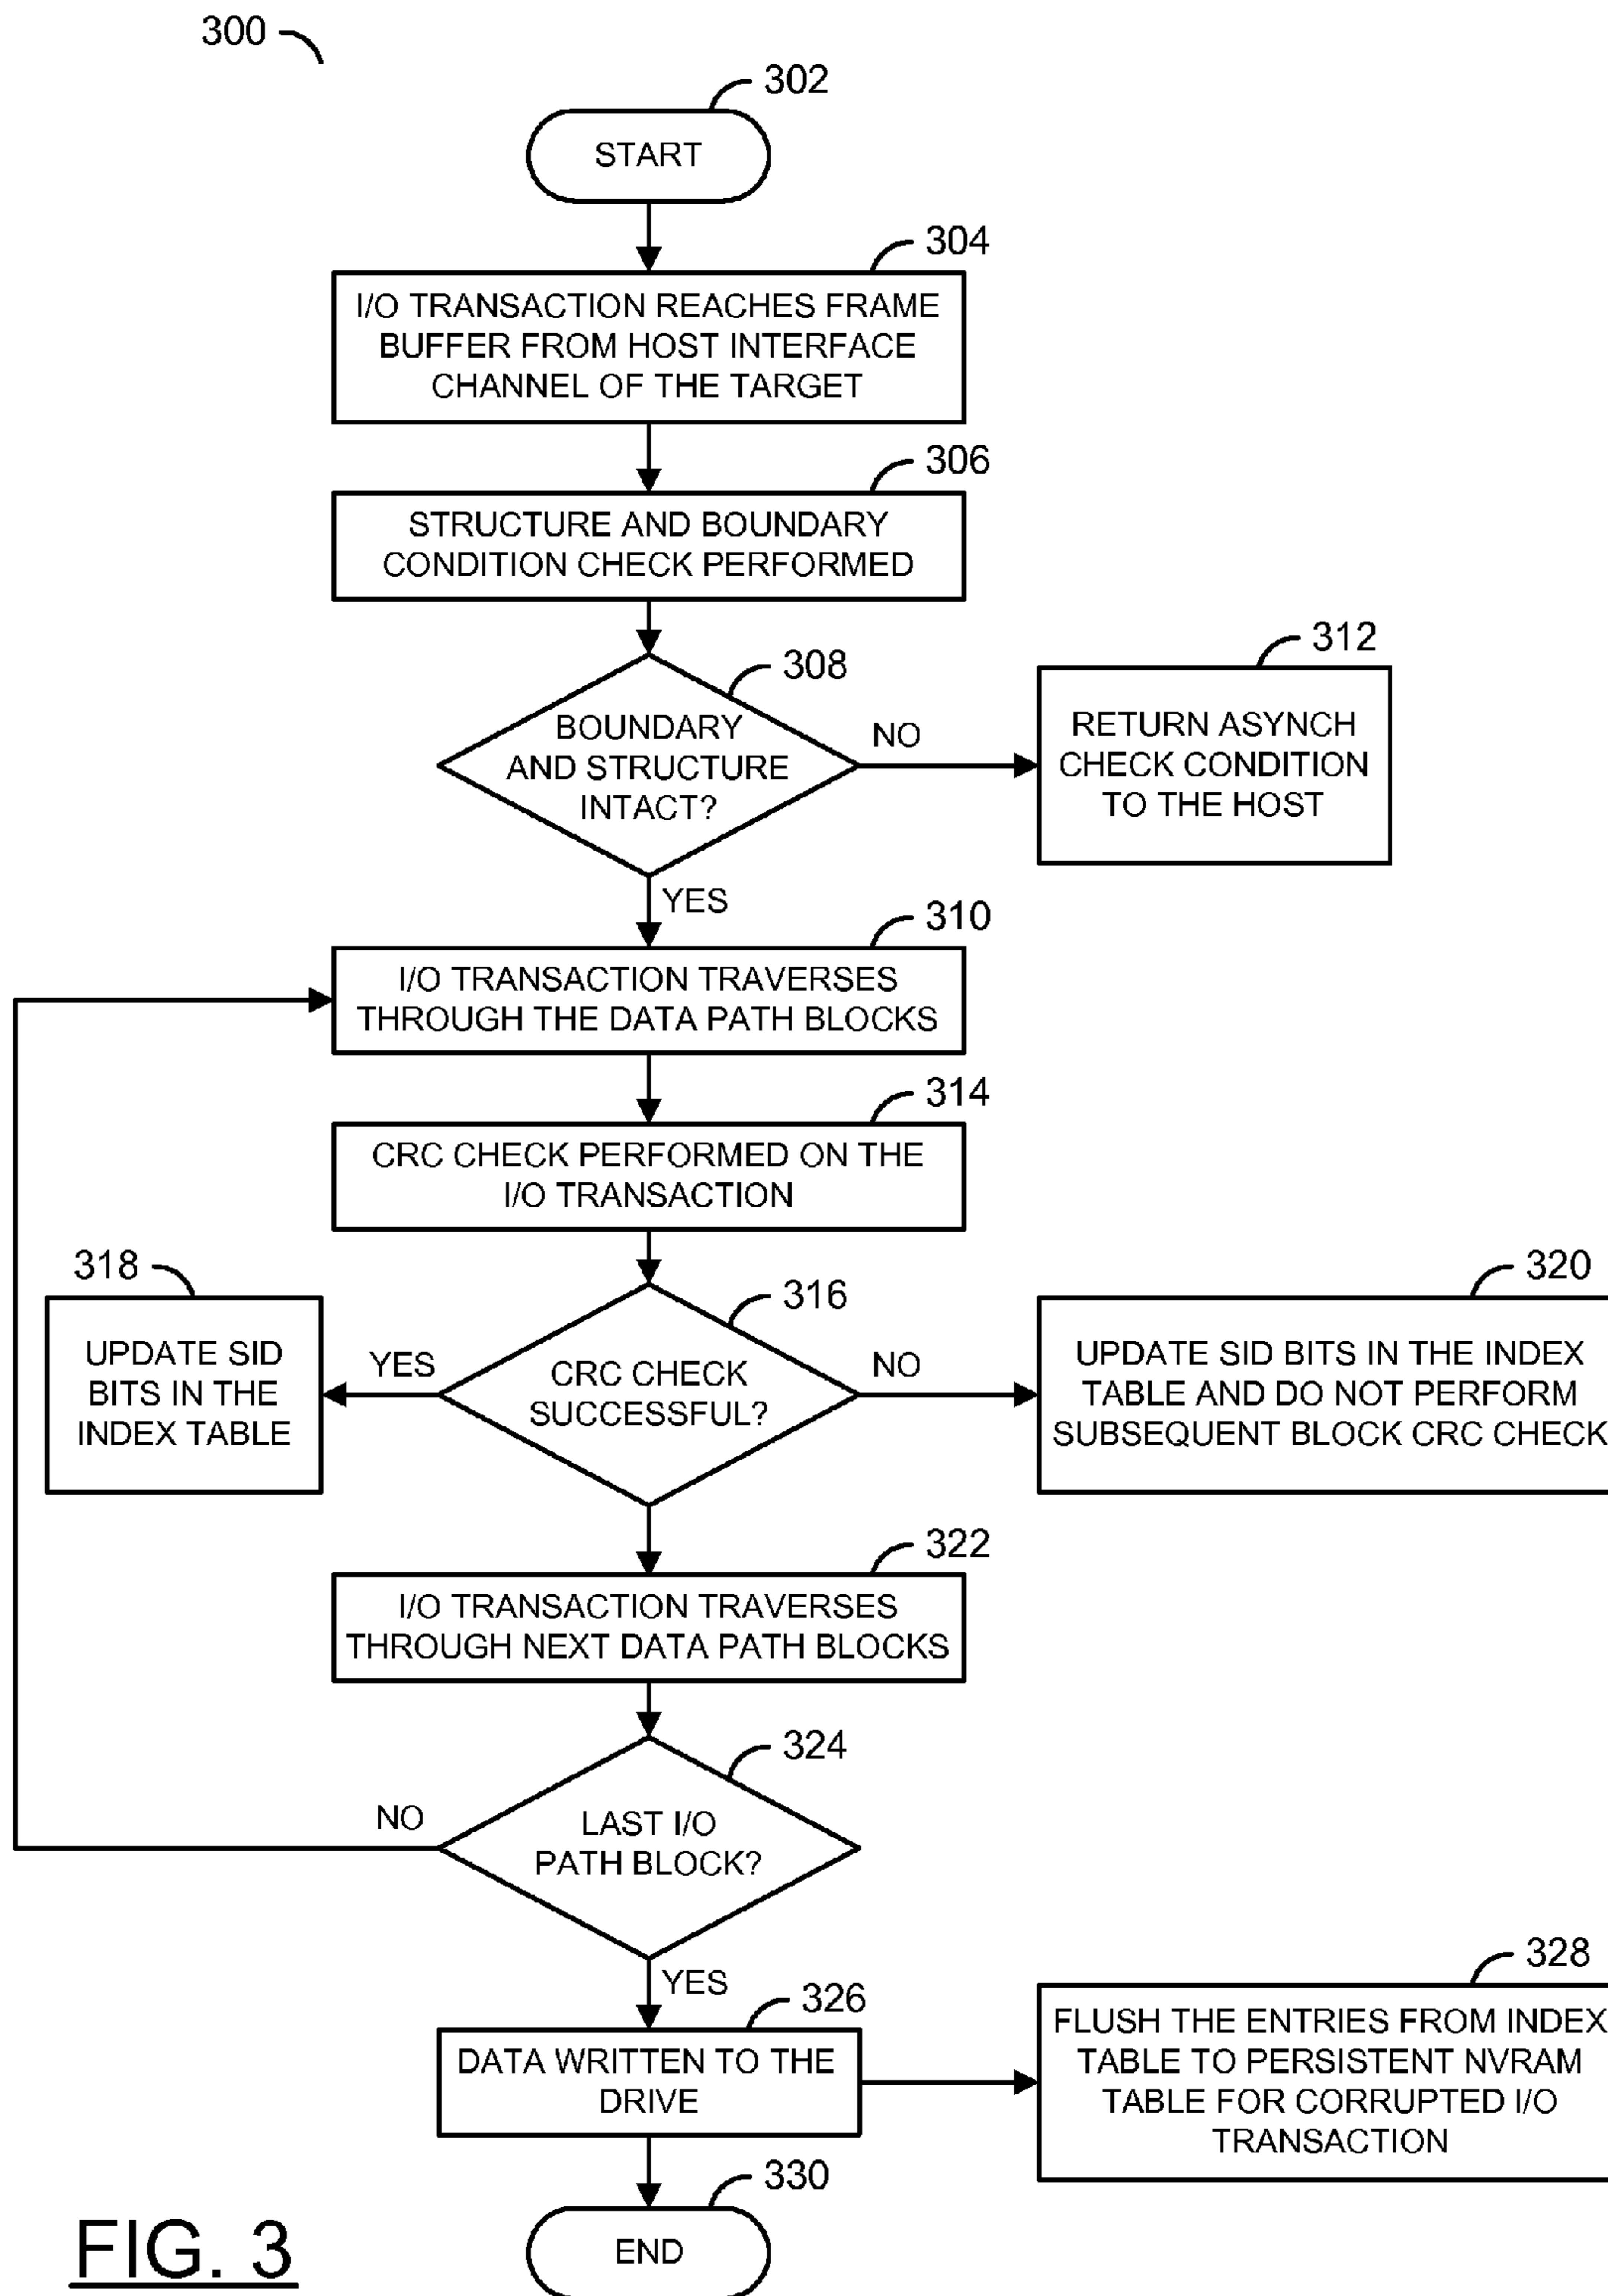 300
302
START
304
I/O TRANSACTION REACHES FRAME
BUFFER FROM HOST INTERFACE
CHANNEL OF THE TARGET
306
STRUCTURE AND BOUNDARY
CONDITION CHECK PERFORMED
308
BOUNDARY
AND STRUCTURE
INTACT?
NO
312
RETURN ASYNCH
CHECK CONDITION
TO THE HOST
YES
310
I/O TRANSACTION TRAVERSES
THROUGH THE DATA PATH BLOCKS
314
CRC CHECK PERFORMED ON THE
I/O TRANSACTION
316
CRC CHECK
SUCCESSFUL?
YES
318
UPDATE SID
BITS IN THE
INDEX TABLE
NO
320
UPDATE SID BITS IN THE INDEX
TABLE AND DO NOT PERFORM
SUBSEQUENT BLOCK CRC CHECK
322
I/O TRANSACTION TRAVERSES
THROUGH NEXT DATA PATH BLOCKS
324
LAST I/O
PATH BLOCK?
NO
YES
326
DATA WRITTEN TO THE
DRIVE
328
FLUSH THE ENTRIES FROM INDEX
TABLE TO PERSISTENT NVRAM
TABLE FOR CORRUPTED I/O
TRANSACTION
330
END
FIG. 3